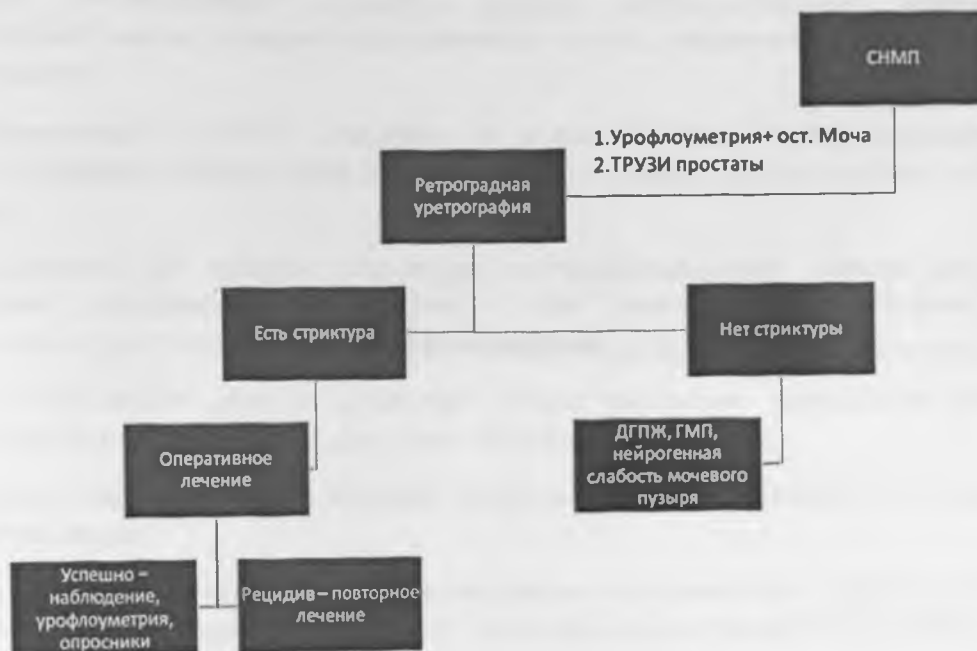 СНМП
1.Урофлоуметрия+ ост. Моча
2.ТРУЗИ простаты
Ретроградная
уретрография
Есть стриктура
Нет стриктуры
Оперативное
лечение
ДГПЖ, ГМП,
нейрогенная
слабость мочевого
пузыря
Успешно –
наблюдение,
урофлоуметрия,
опросники
Рецидив – повторное
лечение